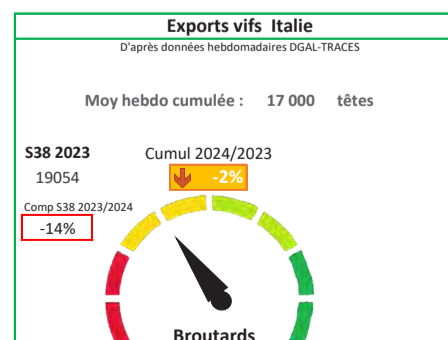 Exports vifs Italie
D'après données hebdomadaires DGAL-TRACES
Moy hebdo cumulée : 17 000 têtes
S38 2023
Cumul 2024/2023
19054
-2%
Comp S38 2023/2024
-14%
Broutards